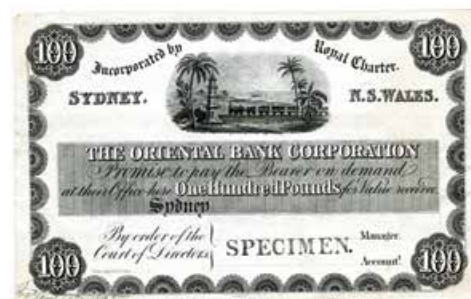 100 Incorporated by Royal Charter. 100
SYDNEY. N.S. WALES.
THE ORIENTAL BANK CORPORATION
Promise to pay the Bearer on demand
at their Office here One Hundred Pounds, for Value received
Sydney
By order of the
Court of Directors
SPECIMEN.
Manager.
Account!
100 100